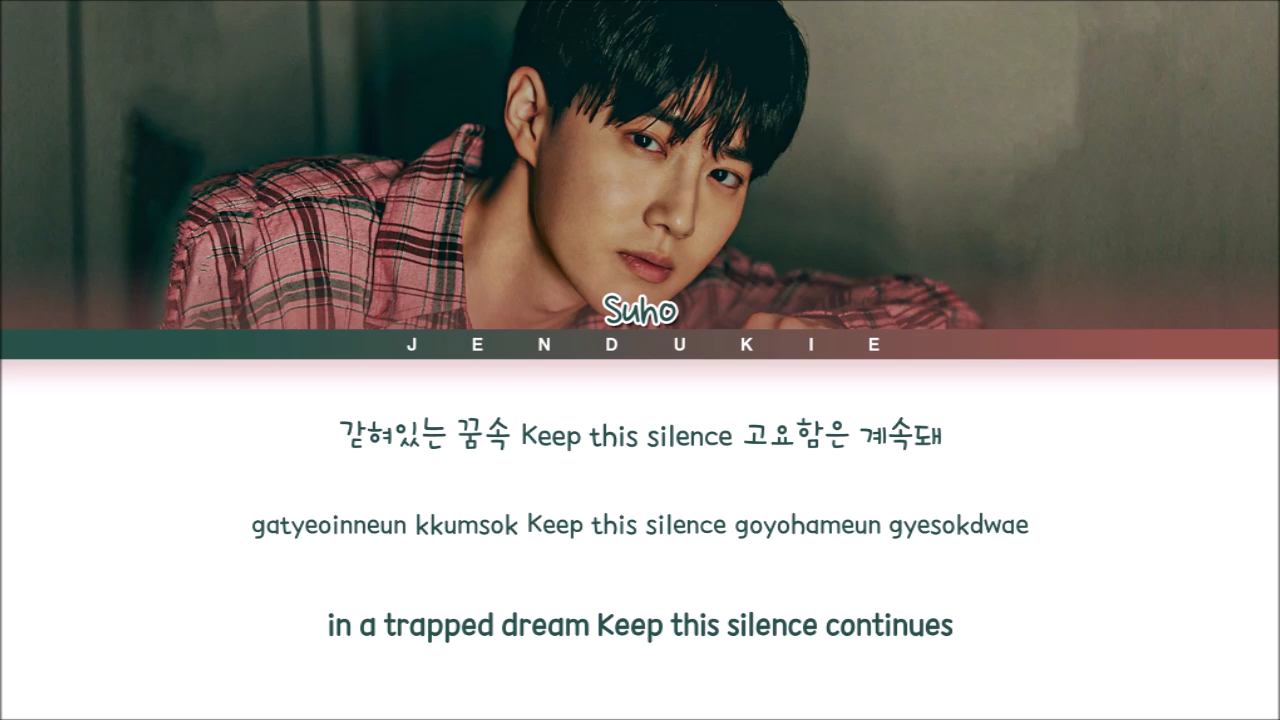 Suho
JENDUKIE
갇혀있는 꿈속 Keep this silence 고요함은 계속돼
gatyeoinneun kkumsok Keep this silence goyohameun gyesokdwae
in a trapped dream Keep this silence continues